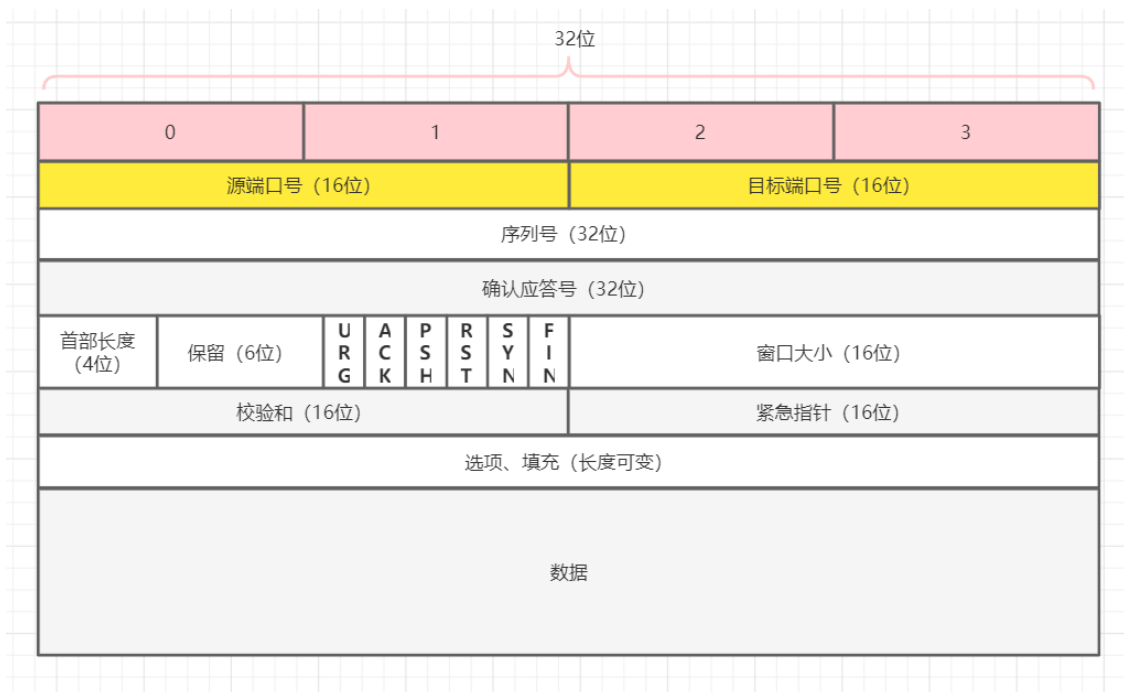 32位
0 1 2 3
源端口号（16位） 目标端口号（16位）
序列号（32位）
确认应答号（32位）
首部长度
（4位）
保留（6位）
URG
ACK
PSH
RST
SYN
FIN
窗口大小（16位）
校验和（16位） 紧急指针（16位）
选项、填充（长度可变）
数据